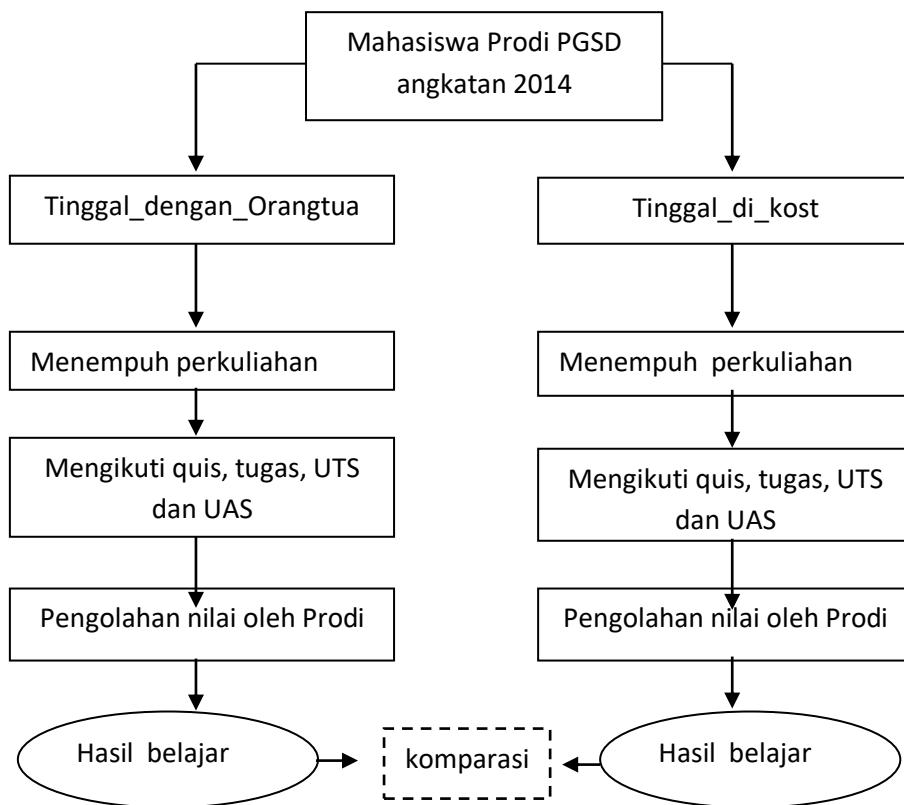 Mahasiswa Prodi PGSD
angkatan 2014
Tinggal_dengan_Orangtua
Tinggal_di_kost
Menempuh perkuliahan
Menempuh  perkuliahan
Mengikuti quis, tugas, UTS
dan UAS
Mengikuti quis, tugas, UTS
dan UAS
Pengolahan nilai oleh Prodi
Pengolahan nilai oleh Prodi
Hasil  belajar
komparasi
Hasil  belajar